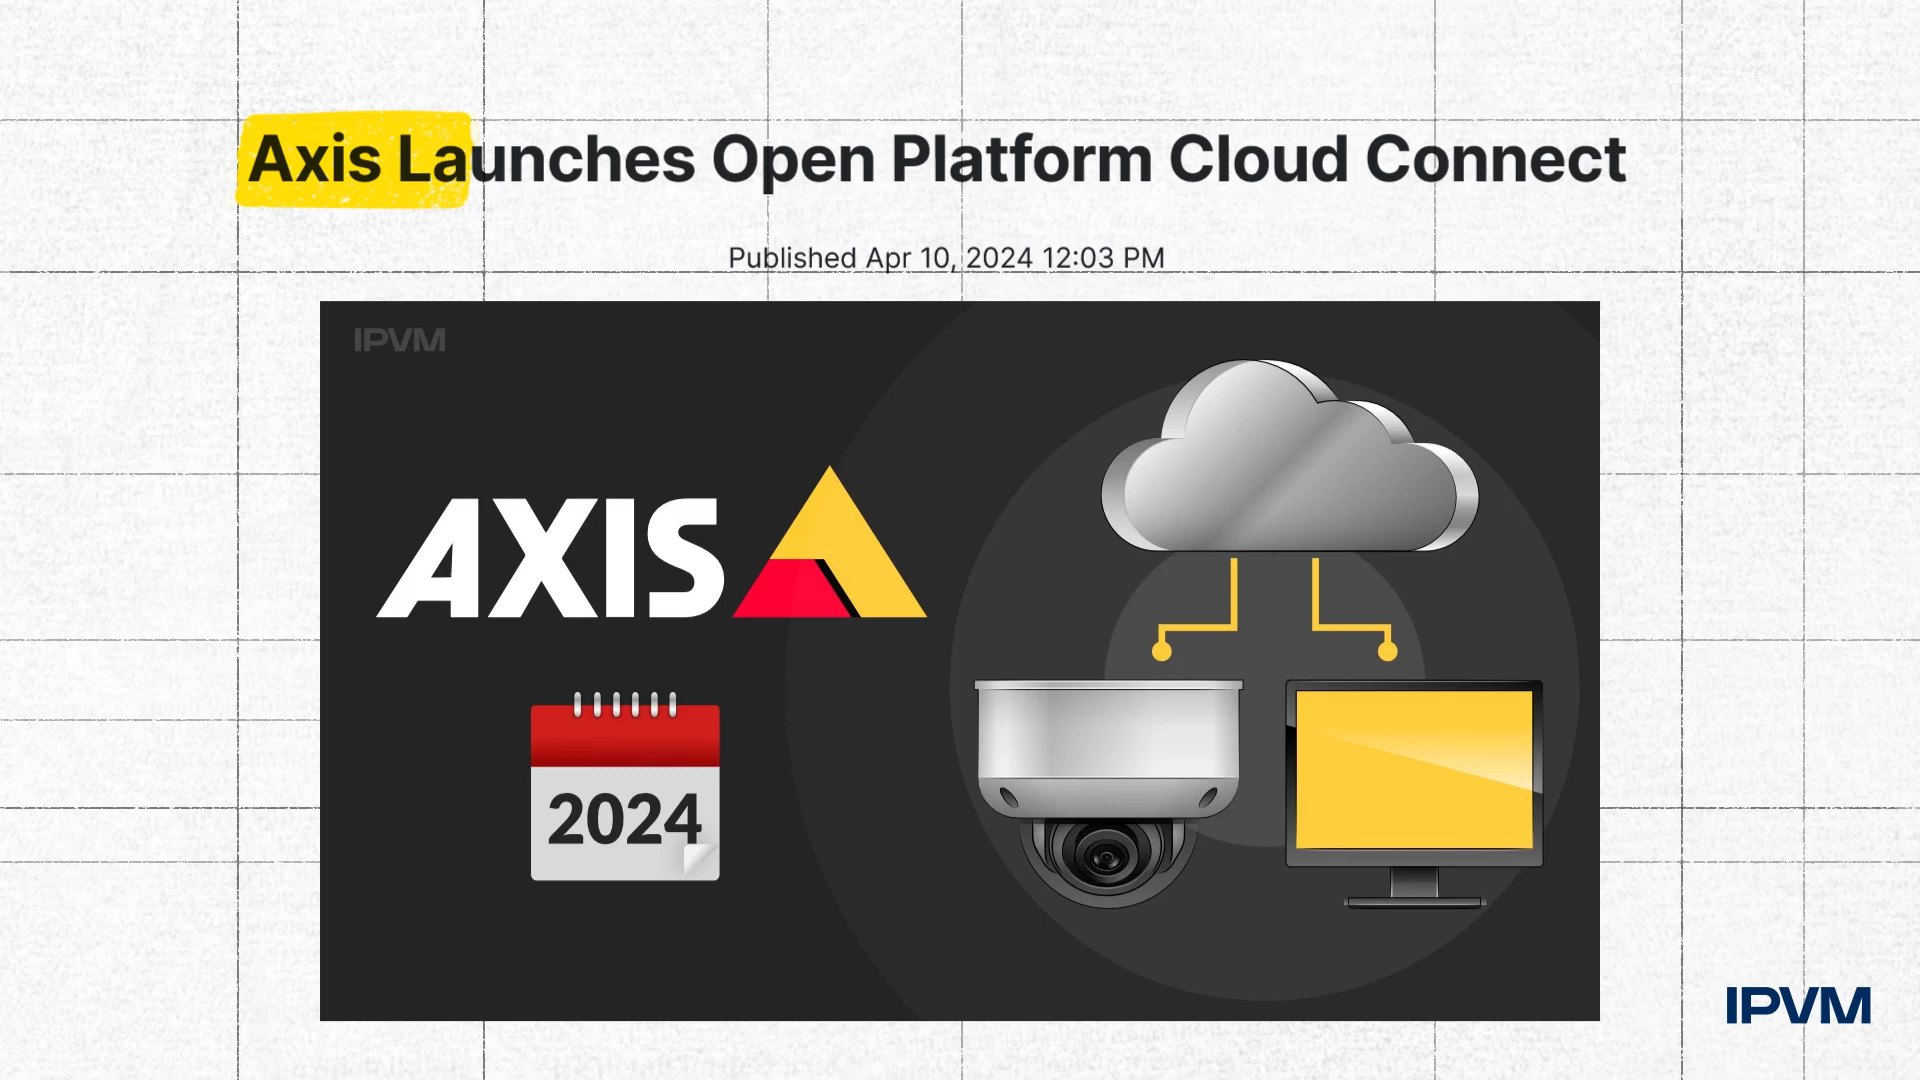 Axis Launches Open Platform Cloud Connect
Published Apr 10, 2024 12:03 PM
IPVM
AXIS
2024
IPVM